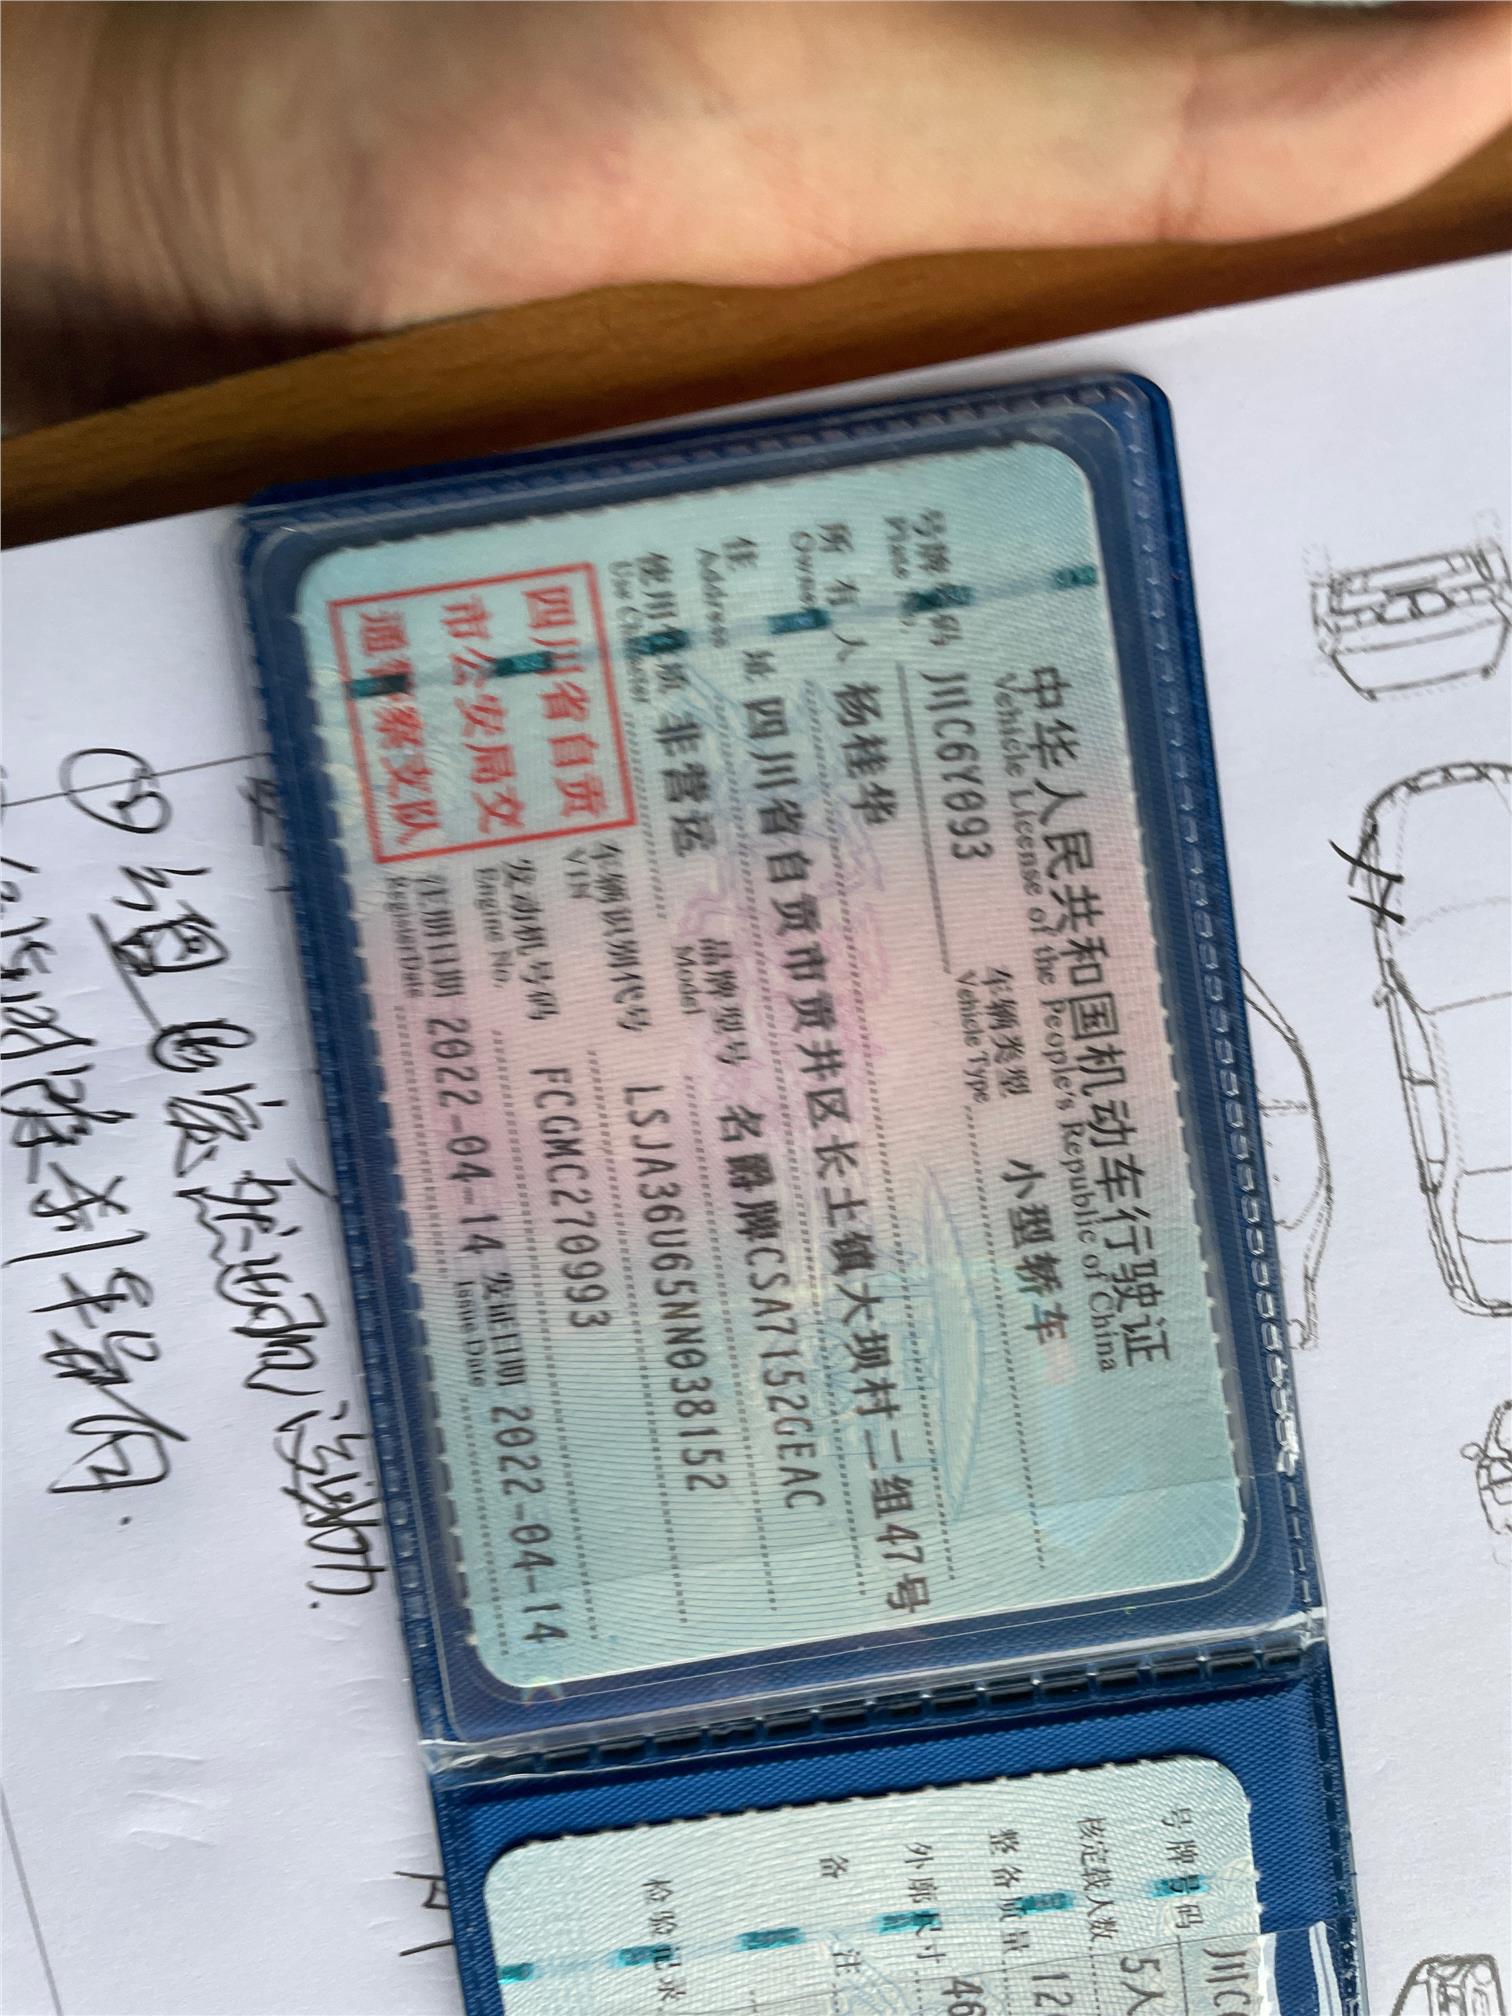 中华人民共和国机动车行驶证
Vehicle License of the People's Republic of China
号牌号码 川C6Y093 车辆类型 小型轿车
Plate No. Vehicle Type
所有人 杨桂华
Owner
住址 四川省自贡市贡井区长土镇大坝村二组47号
Address
使用性质 非营运 品牌型号 名爵牌CSA7152GEAC
Use Character Model
车辆识别代号 LSJA36U65NN038152
VIN
发动机号码 FCGMC270993
Engine No.
注册日期 2022-04-14 发证日期 2022-04-14
Register Date Issue Date
四川省自贡
市公安局交
通警察支队
号牌号码 川C
核定载人数 5人
整备质量 12
外廓尺寸 46
备注
检验记录